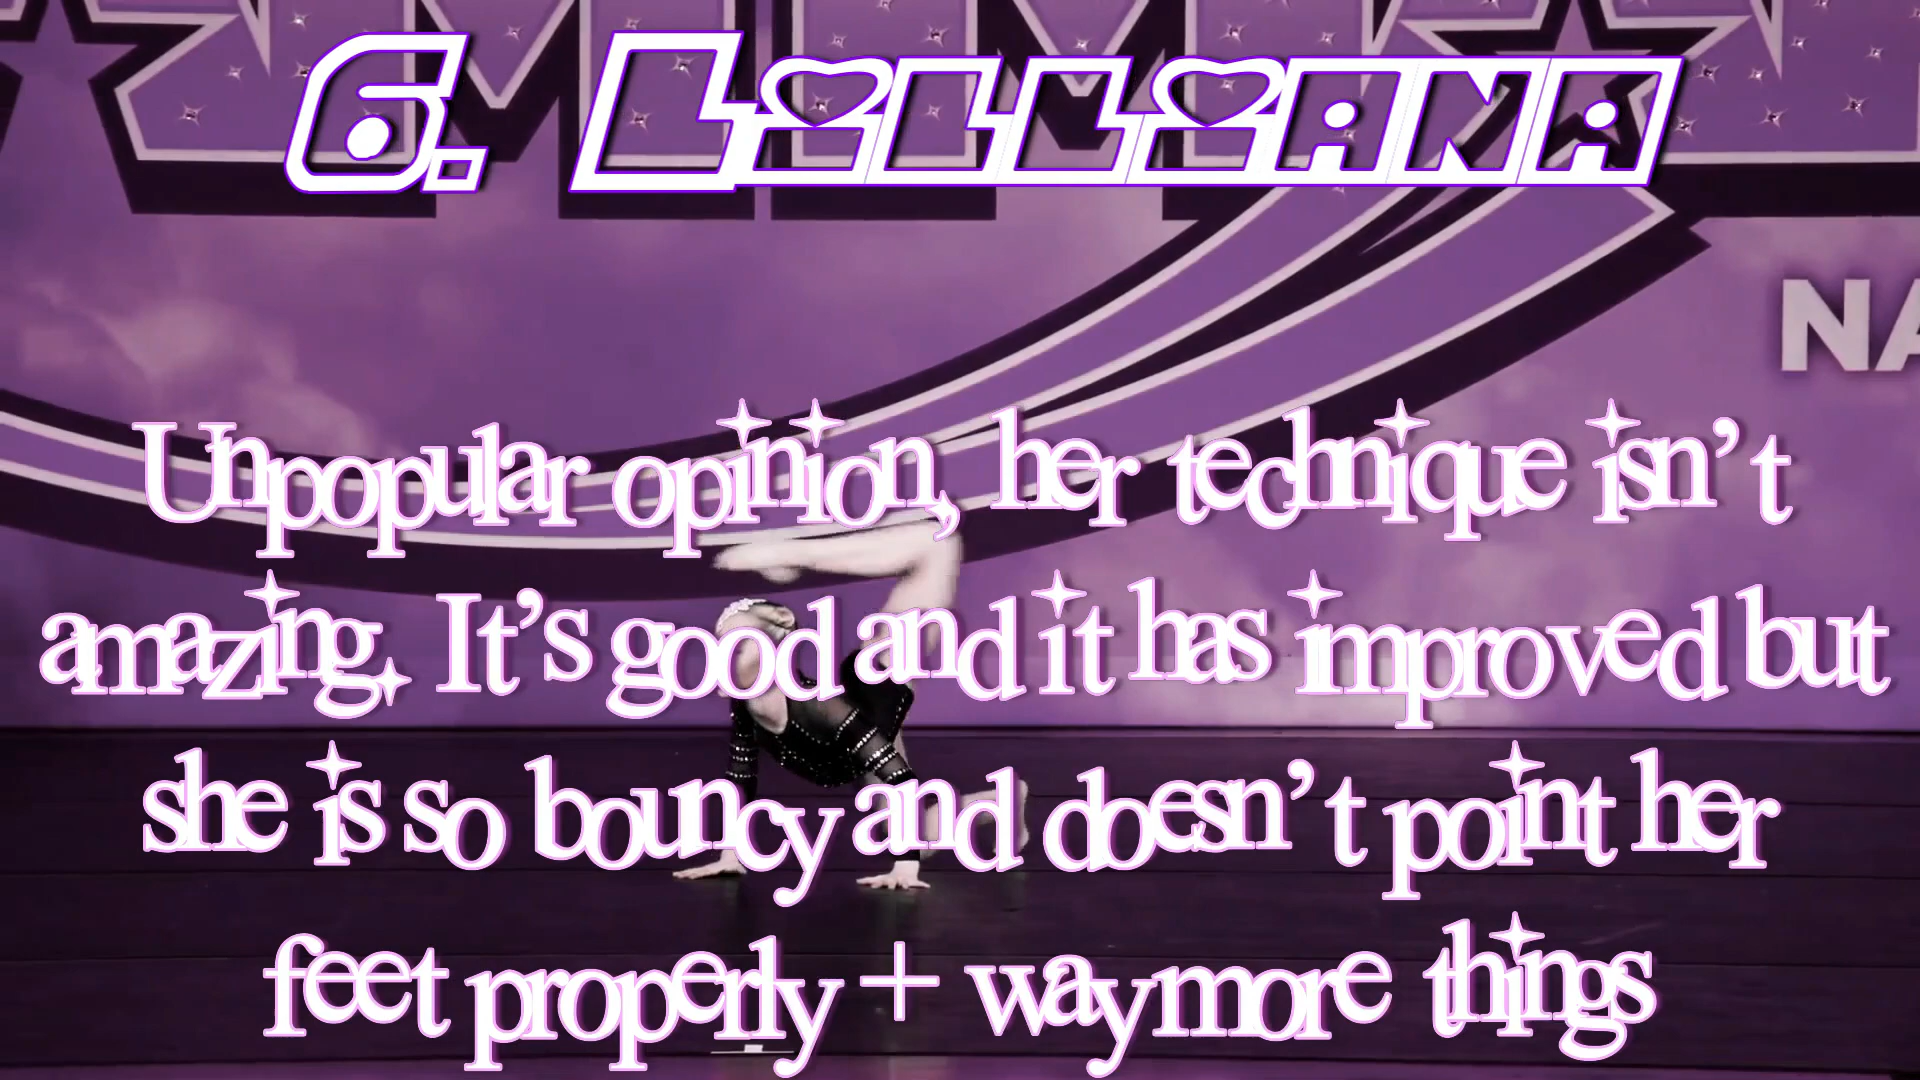 6. Lilliana
NA
Unpopular opinion, her technique isn't
amazing. It's good and it has improved but
she is so bouncy and doesn't point her
feet properly + way more things